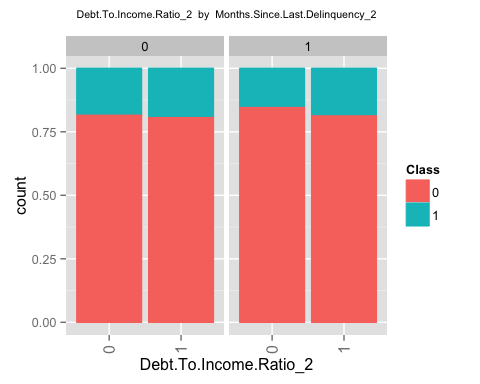 Debt.To.Income.Ratio_2 by Months.Since.Last.Delinquency_2
0 1
1.00
0.75
0.50
0.25
0.00
count
0 1 0 1
Debt.To.Income.Ratio_2
Class
0
1